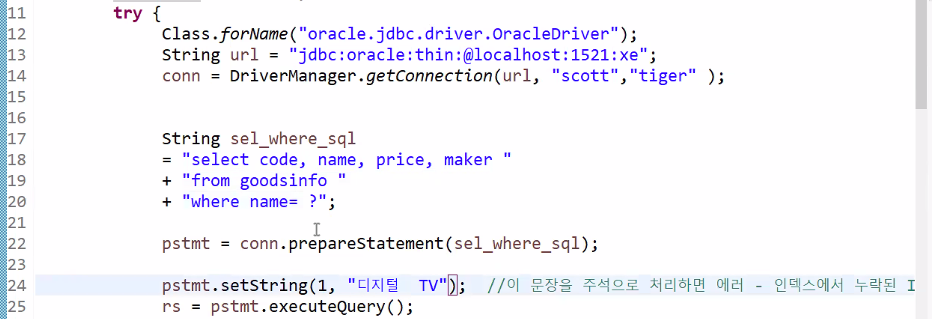 11 try {
12 Class.forName("oracle.jdbc.driver.OracleDriver");
13 String url = "jdbc:oracle:thin:@localhost:1521:xe";
14 conn = DriverManager.getConnection(url, "scott","tiger" );
15
16
17 String sel_where_sql
18 = "select code, name, price, maker "
19 + "from goodsinfo "
20 + "where name= ?";
21
22 pstmt = conn.prepareStatement(sel_where_sql);
23
24 pstmt.setString(1, "디지털  TV"); //이 문장을 주석으로 처리하면 에러 - 인덱스에서 누락된 I
25 rs = pstmt.executeQuery();